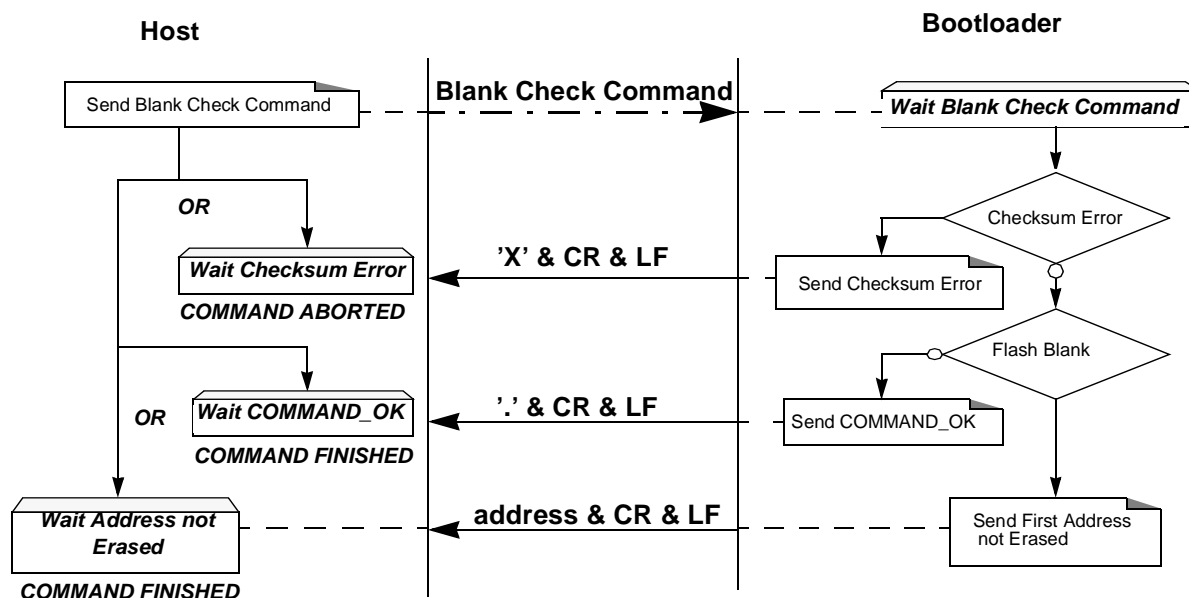 Host
Bootloader
Send Blank Check Command
Blank Check Command
Wait Blank Check Command
OR
Checksum Error
Wait Checksum Error
'X' & CR & LF
Send Checksum Error
COMMAND ABORTED
Flash Blank
OR
Wait COMMAND_OK
'.' & CR & LF
Send COMMAND_OK
COMMAND FINISHED
Wait Address not
Erased
address & CR & LF
Send First Address
not Erased
COMMAND FINISHED